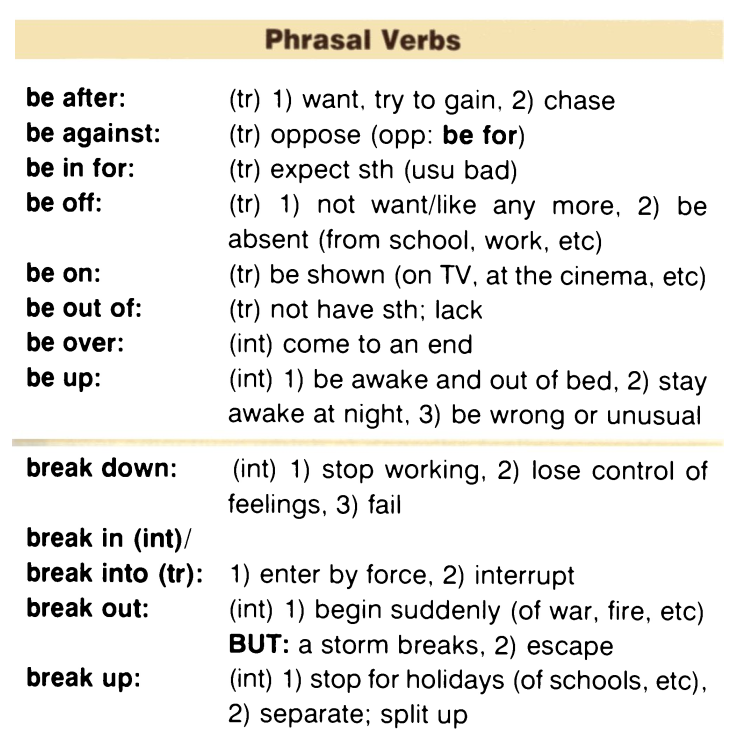 Phrasal Verbs
be after: (tr) 1) want, try to gain, 2) chase
be against: (tr) oppose (opp: be for)
be in for: (tr) expect sth (usu bad)
be off: (tr) 1) not want/like any more, 2) be
absent (from school, work, etc)
be on: (tr) be shown (on TV, at the cinema, etc)
be out of: (tr) not have sth; lack
be over: (int) come to an end
be up: (int) 1) be awake and out of bed, 2) stay
awake at night, 3) be wrong or unusual
break down: (int) 1) stop working, 2) lose control of
feelings, 3) fail
break in (int)/
break into (tr): 1) enter by force, 2) interrupt
break out: (int) 1) begin suddenly (of war, fire, etc)
BUT: a storm breaks, 2) escape
break up: (int) 1) stop for holidays (of schools, etc),
2) separate; split up